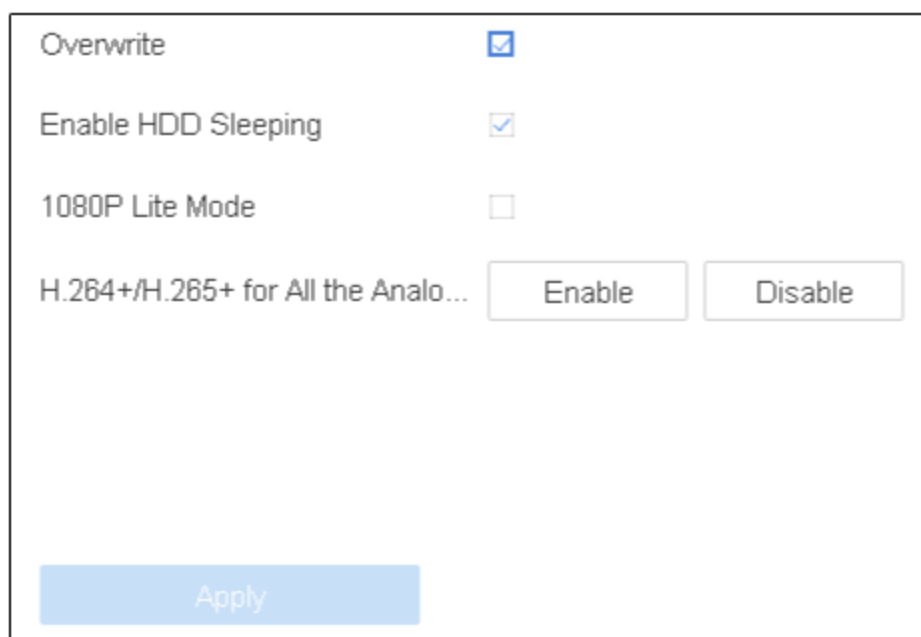 Overwrite
Enable HDD Sleeping
1080P Lite Mode
H.264+/H.265+ for All the Analo... Enable Disable
Apply